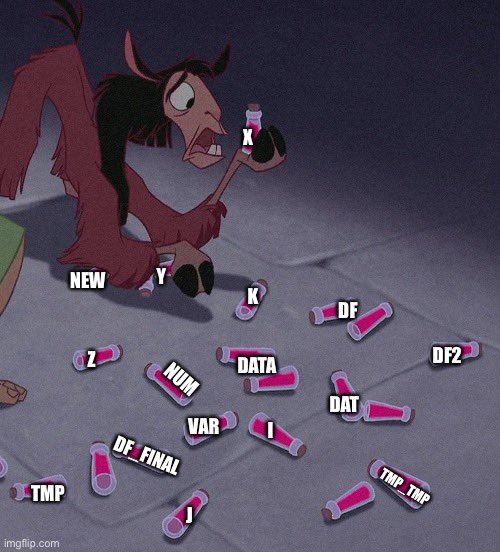 X
NEW
Y
K
DF
Z
DATA
DF2
NUM
DAT
VAR
I
DF_FINAL
TMP
TMP_TMP
J
imgflip.com